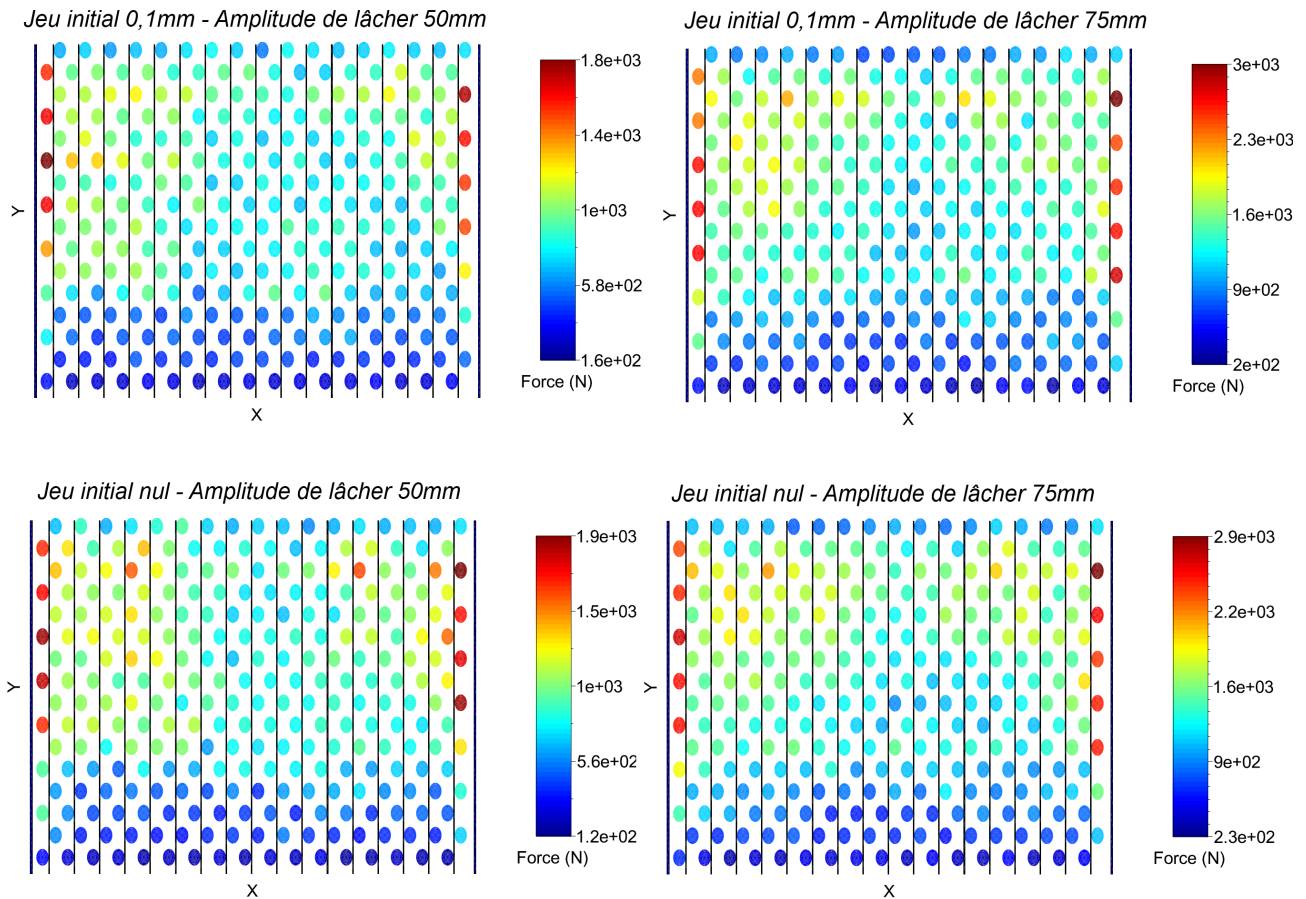 Jeu initial 0,1mm - Amplitude de lâcher 50mm
1.8e+03
1.4e+03
1e+03
5.8e+02
1.6e+02
Force (N)
Y
X
Jeu initial 0,1mm - Amplitude de lâcher 75mm
3e+03
2.3e+03
1.6e+03
9e+02
2e+02
Force (N)
Y
X
Jeu initial nul - Amplitude de lâcher 50mm
1.9e+03
1.5e+03
1e+03
5.6e+02
1.2e+02
Force (N)
Y
X
Jeu initial nul - Amplitude de lâcher 75mm
2.9e+03
2.2e+03
1.6e+03
9e+02
2.3e+02
Force (N)
Y
X